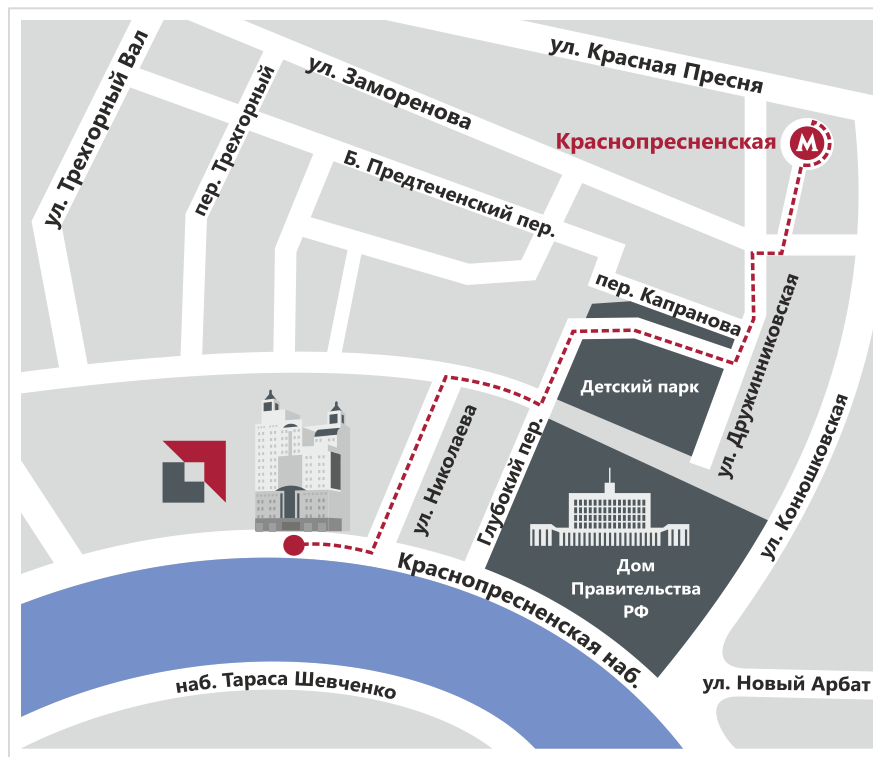 ул. Красная Пресня
ул. Трехгорный Вал
пер. Трехгорный
ул. Заморенова
Краснопресненская
М
Б. Предтеченский пер.
пер. Капранова
Детский парк
ул. Дружинниковская
ул. Николаева
Глубокий пер.
ул. Конюшковская
Дом
Правительства
РФ
Краснопресненская наб.
наб. Тараса Шевченко
ул. Новый Арбат